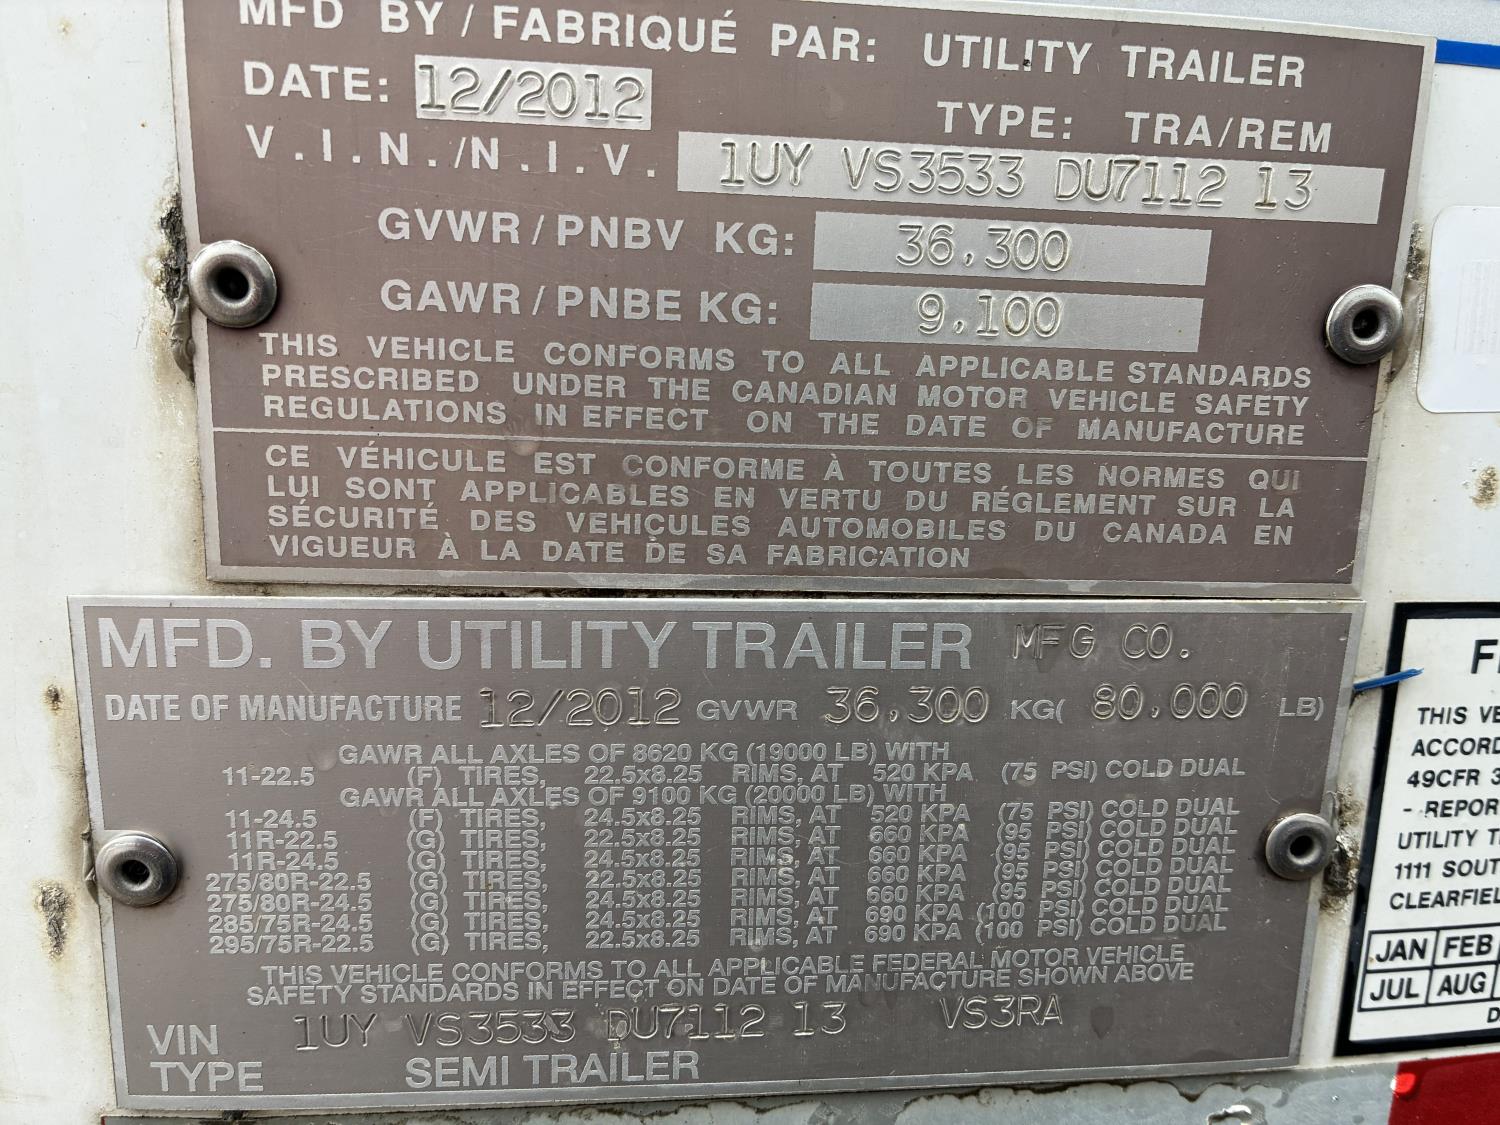 MFD BY / FABRIQUÉ PAR: UTILITY TRAILER
DATE: 12/2012
TYPE: TRA/REM
V.I.N./N.I.V. 1UY VS3533 DU7112 13
GVWR / PNBV KG: 36,300
GAWR / PNBE KG: 9,100
THIS VEHICLE CONFORMS TO ALL APPLICABLE STANDARDS
PRESCRIBED UNDER THE CANADIAN MOTOR VEHICLE SAFETY
REGULATIONS IN EFFECT ON THE DATE OF MANUFACTURE
CE VÉHICULE EST CONFORME À TOUTES LES NORMES QUI
LUI SONT APPLICABLES EN VERTU DU RÉGLEMENT SUR LA
SÉCURITÉ DES VEHICULES AUTOMOBILES DU CANADA EN
VIGUEUR À LA DATE DE SA FABRICATION
MFD. BY UTILITY TRAILER MFG CO.
DATE OF MANUFACTURE 12/2012 GVWR 36,300 KG( 80,000 LB)
GAWR ALL AXLES OF 8620 KG (19000 LB) WITH
11-22.5 (F) TIRES, 22.5x8.25 RIMS, AT 520 KPA (75 PSI) COLD DUAL
GAWR ALL AXLES OF 9100 KG (20000 LB) WITH
11-24.5 (F) TIRES, 24.5x8.25 RIMS, AT 520 KPA (75 PSI) COLD DUAL
11R-22.5 (G) TIRES, 22.5x8.25 RIMS, AT 660 KPA (95 PSI) COLD DUAL
11R-24.5 (G) TIRES, 24.5x8.25 RIMS, AT 660 KPA (95 PSI) COLD DUAL
275/80R-22.5 (G) TIRES, 22.5x8.25 RIMS, AT 660 KPA (95 PSI) COLD DUAL
275/80R-24.5 (G) TIRES, 24.5x8.25 RIMS, AT 660 KPA (95 PSI) COLD DUAL
285/75R-24.5 (G) TIRES, 24.5x8.25 RIMS, AT 690 KPA (100 PSI) COLD DUAL
295/75R-22.5 (G) TIRES, 22.5x8.25 RIMS, AT 690 KPA (100 PSI) COLD DUAL
THIS VEHICLE CONFORMS TO ALL APPLICABLE FEDERAL MOTOR VEHICLE
SAFETY STANDARDS IN EFFECT ON DATE OF MANUFACTURE SHOWN ABOVE
VIN 1UY VS3533 DU7112 13 VS3RA
TYPE SEMI TRAILER
THIS VE
ACCORD
49CFR 3
- REPOR
UTILITY T
1111 SOUT
CLEARFIEL
JAN FEB
JUL AUG